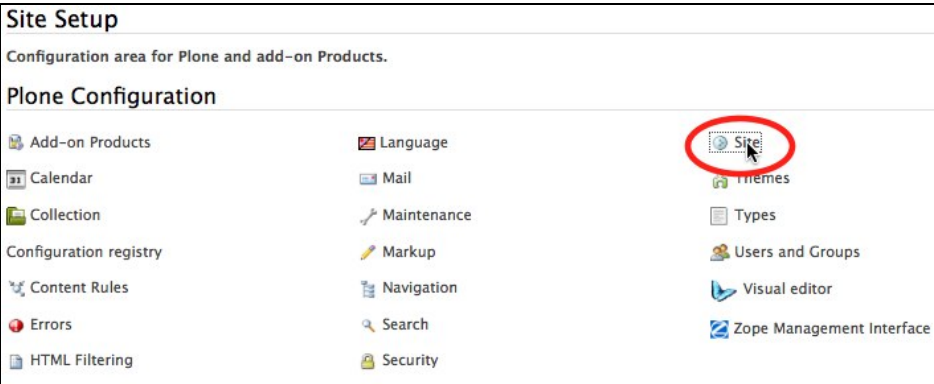 Site Setup
Configuration area for Plone and add-on Products.
Plone Configuration
Add-on Products
Language
Site
Calendar
Mail
Themes
Collection
Maintenance
Types
Configuration registry
Markup
Users and Groups
Content Rules
Navigation
Visual editor
Errors
Search
Zope Management Interface
HTML Filtering
Security